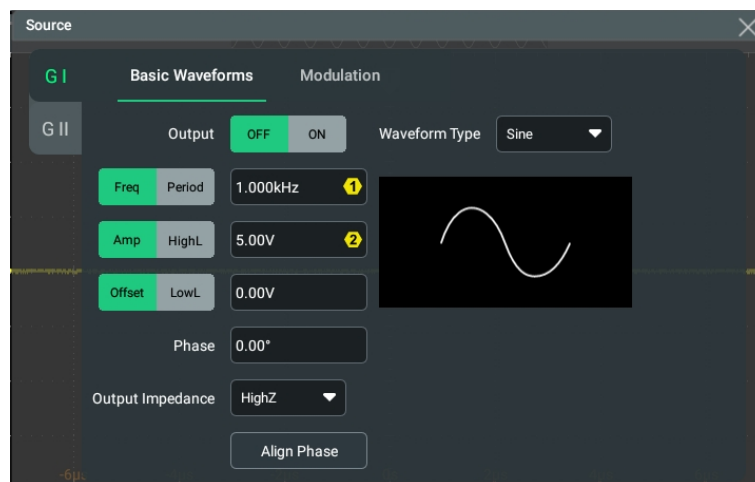 Source
G I Basic Waveforms Modulation
G II Output OFF ON Waveform Type Sine
Freq Period 1.000kHz 1
Amp HighL 5.00V 2
Offset LowL 0.00V
Phase 0.00°
Output Impedance HighZ
Align Phase